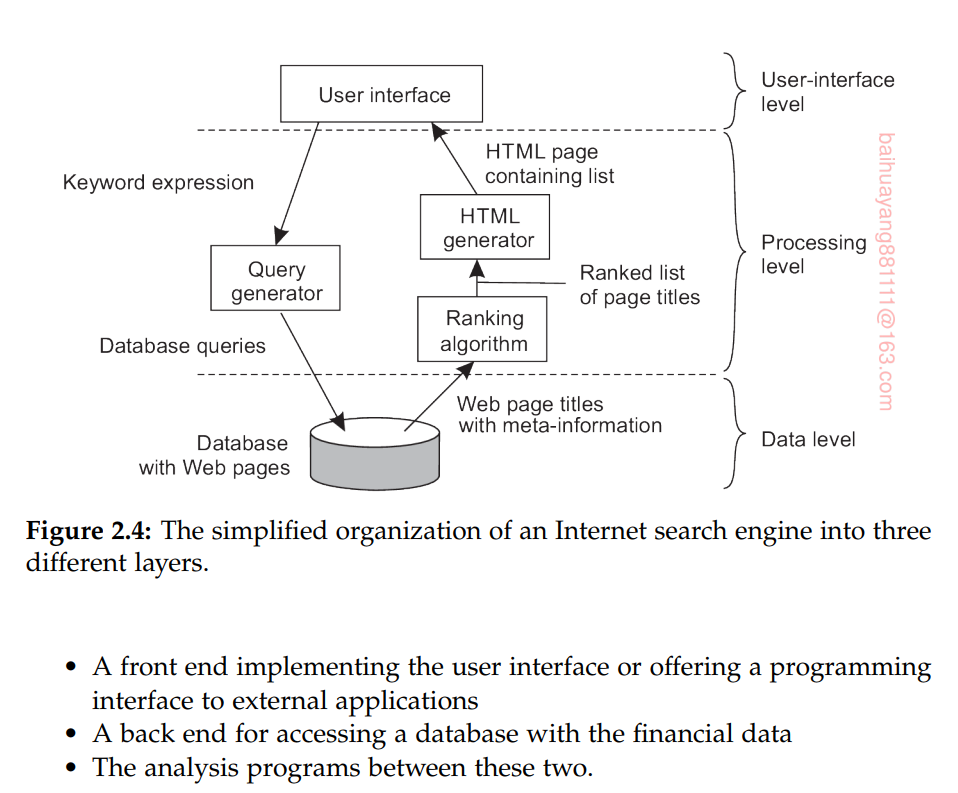 User interface
User-interface
level
Keyword expression
HTML page
containing list
HTML
generator
Query
generator
Ranked list
of page titles
Processing
level
Ranking
algorithm
Database queries
Web page titles
with meta-information
Database
with Web pages
Data level
baihuayang881111@163.com
Figure 2.4: The simplified organization of an Internet search engine into three
different layers.
• A front end implementing the user interface or offering a programming
interface to external applications
• A back end for accessing a database with the financial data
• The analysis programs between these two.